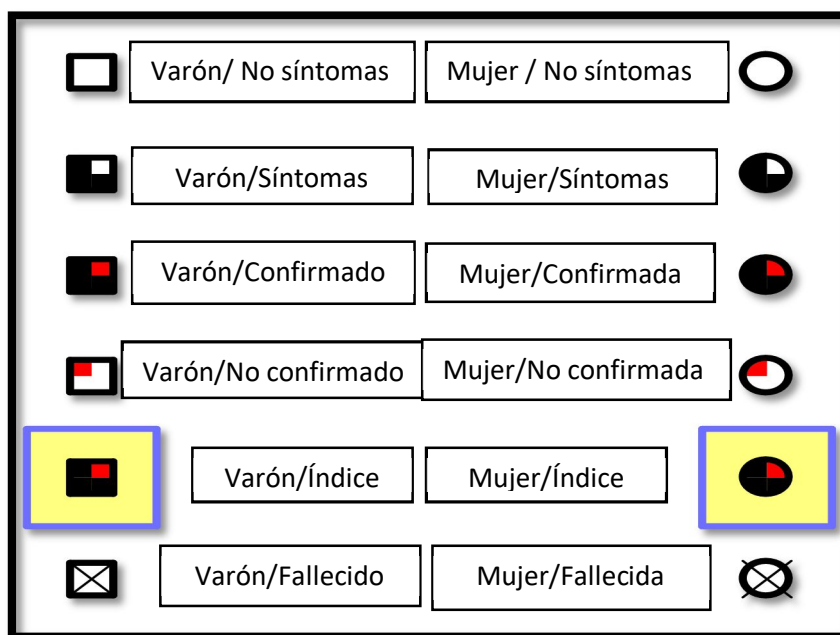 Varón/ No síntomas Mujer / No síntomas
Varón/Síntomas Mujer/Síntomas
Varón/Confirmado Mujer/Confirmada
Varón/No confirmado Mujer/No confirmada
Varón/Índice Mujer/Índice
Varón/Fallecido Mujer/Fallecida